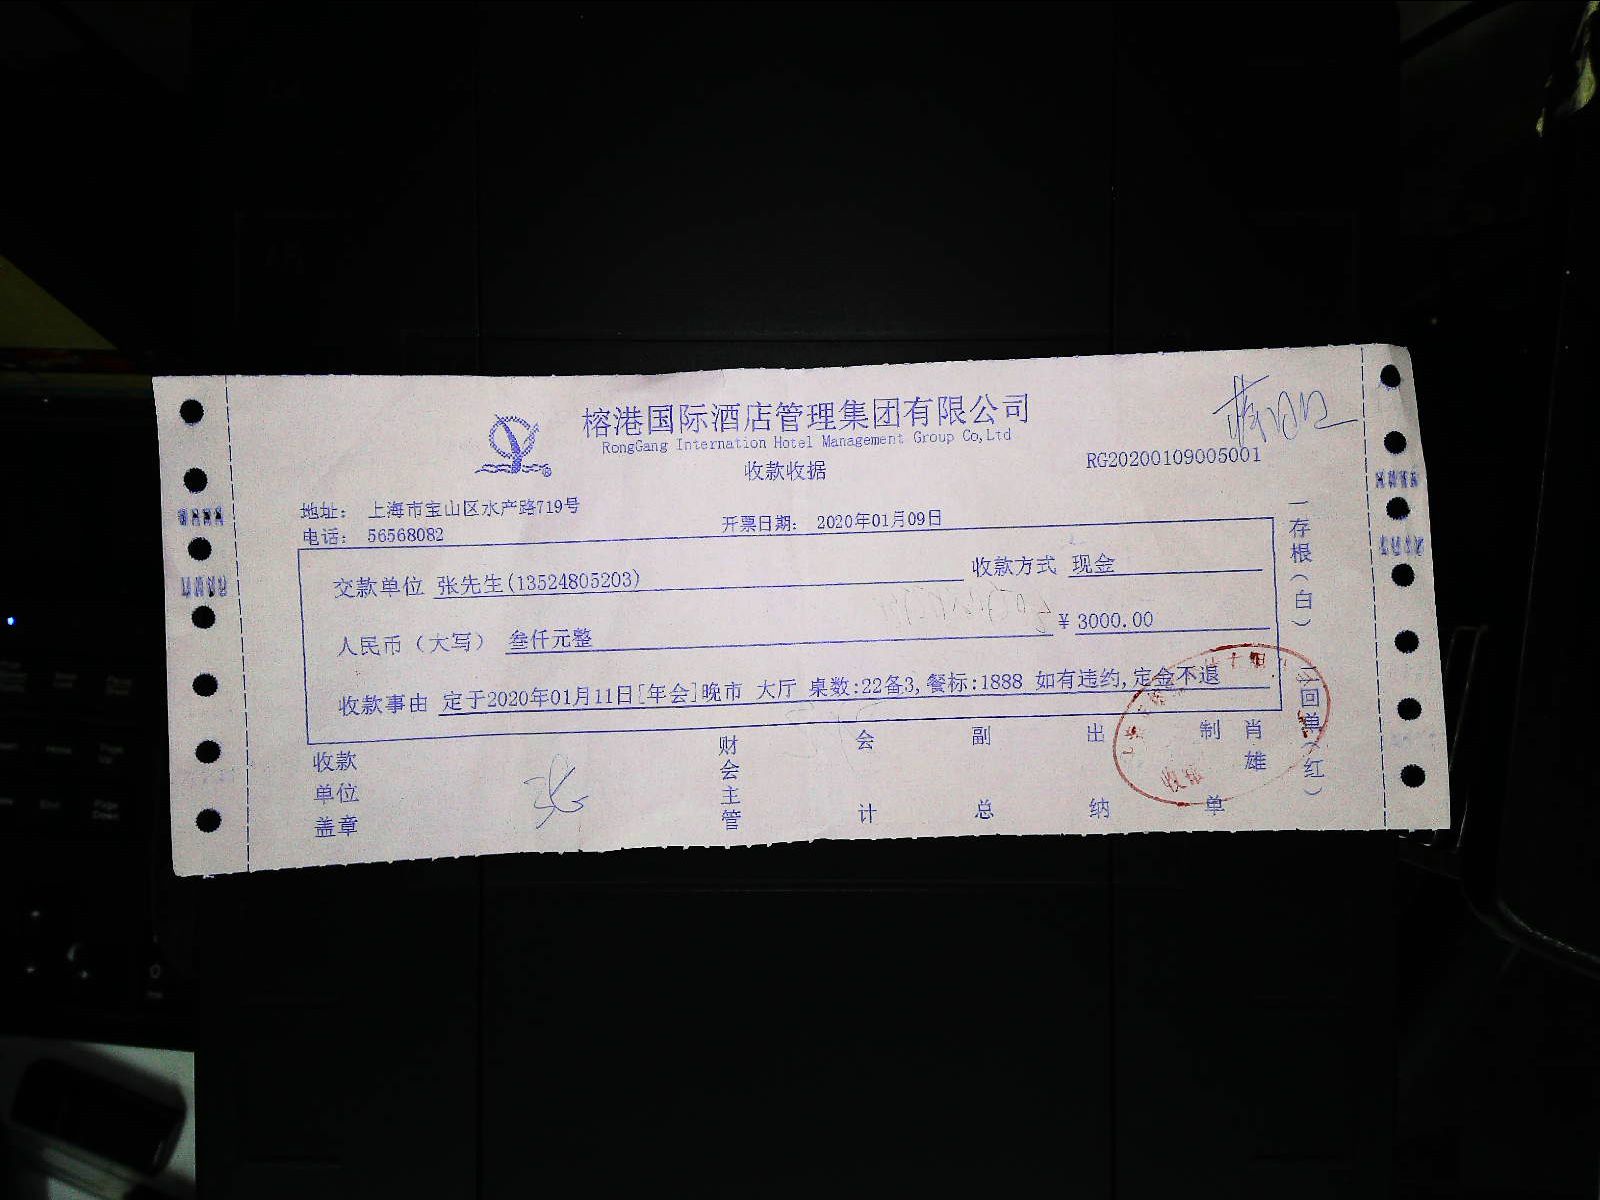 榕港国际酒店管理集团有限公司
RongGang Internation Hotel Management Group Co,Ltd
收款收据
RG20200109005001
地址： 上海市宝山区水产路719号
电话： 56568082
开票日期： 2020年01月09日
交款单位 张先生(13524805203)
收款方式 现金
人民币（大写） 叁仟元整
¥ 3000.00
收款事由 定于2020年01月11日[年会]晚市 大厅 桌数:22备3,餐标:1888 如有违约,定金不退
收款单位盖章
财会主管
会计
副总
出纳
制单
肖雄
一存根（白）
二回单（红）